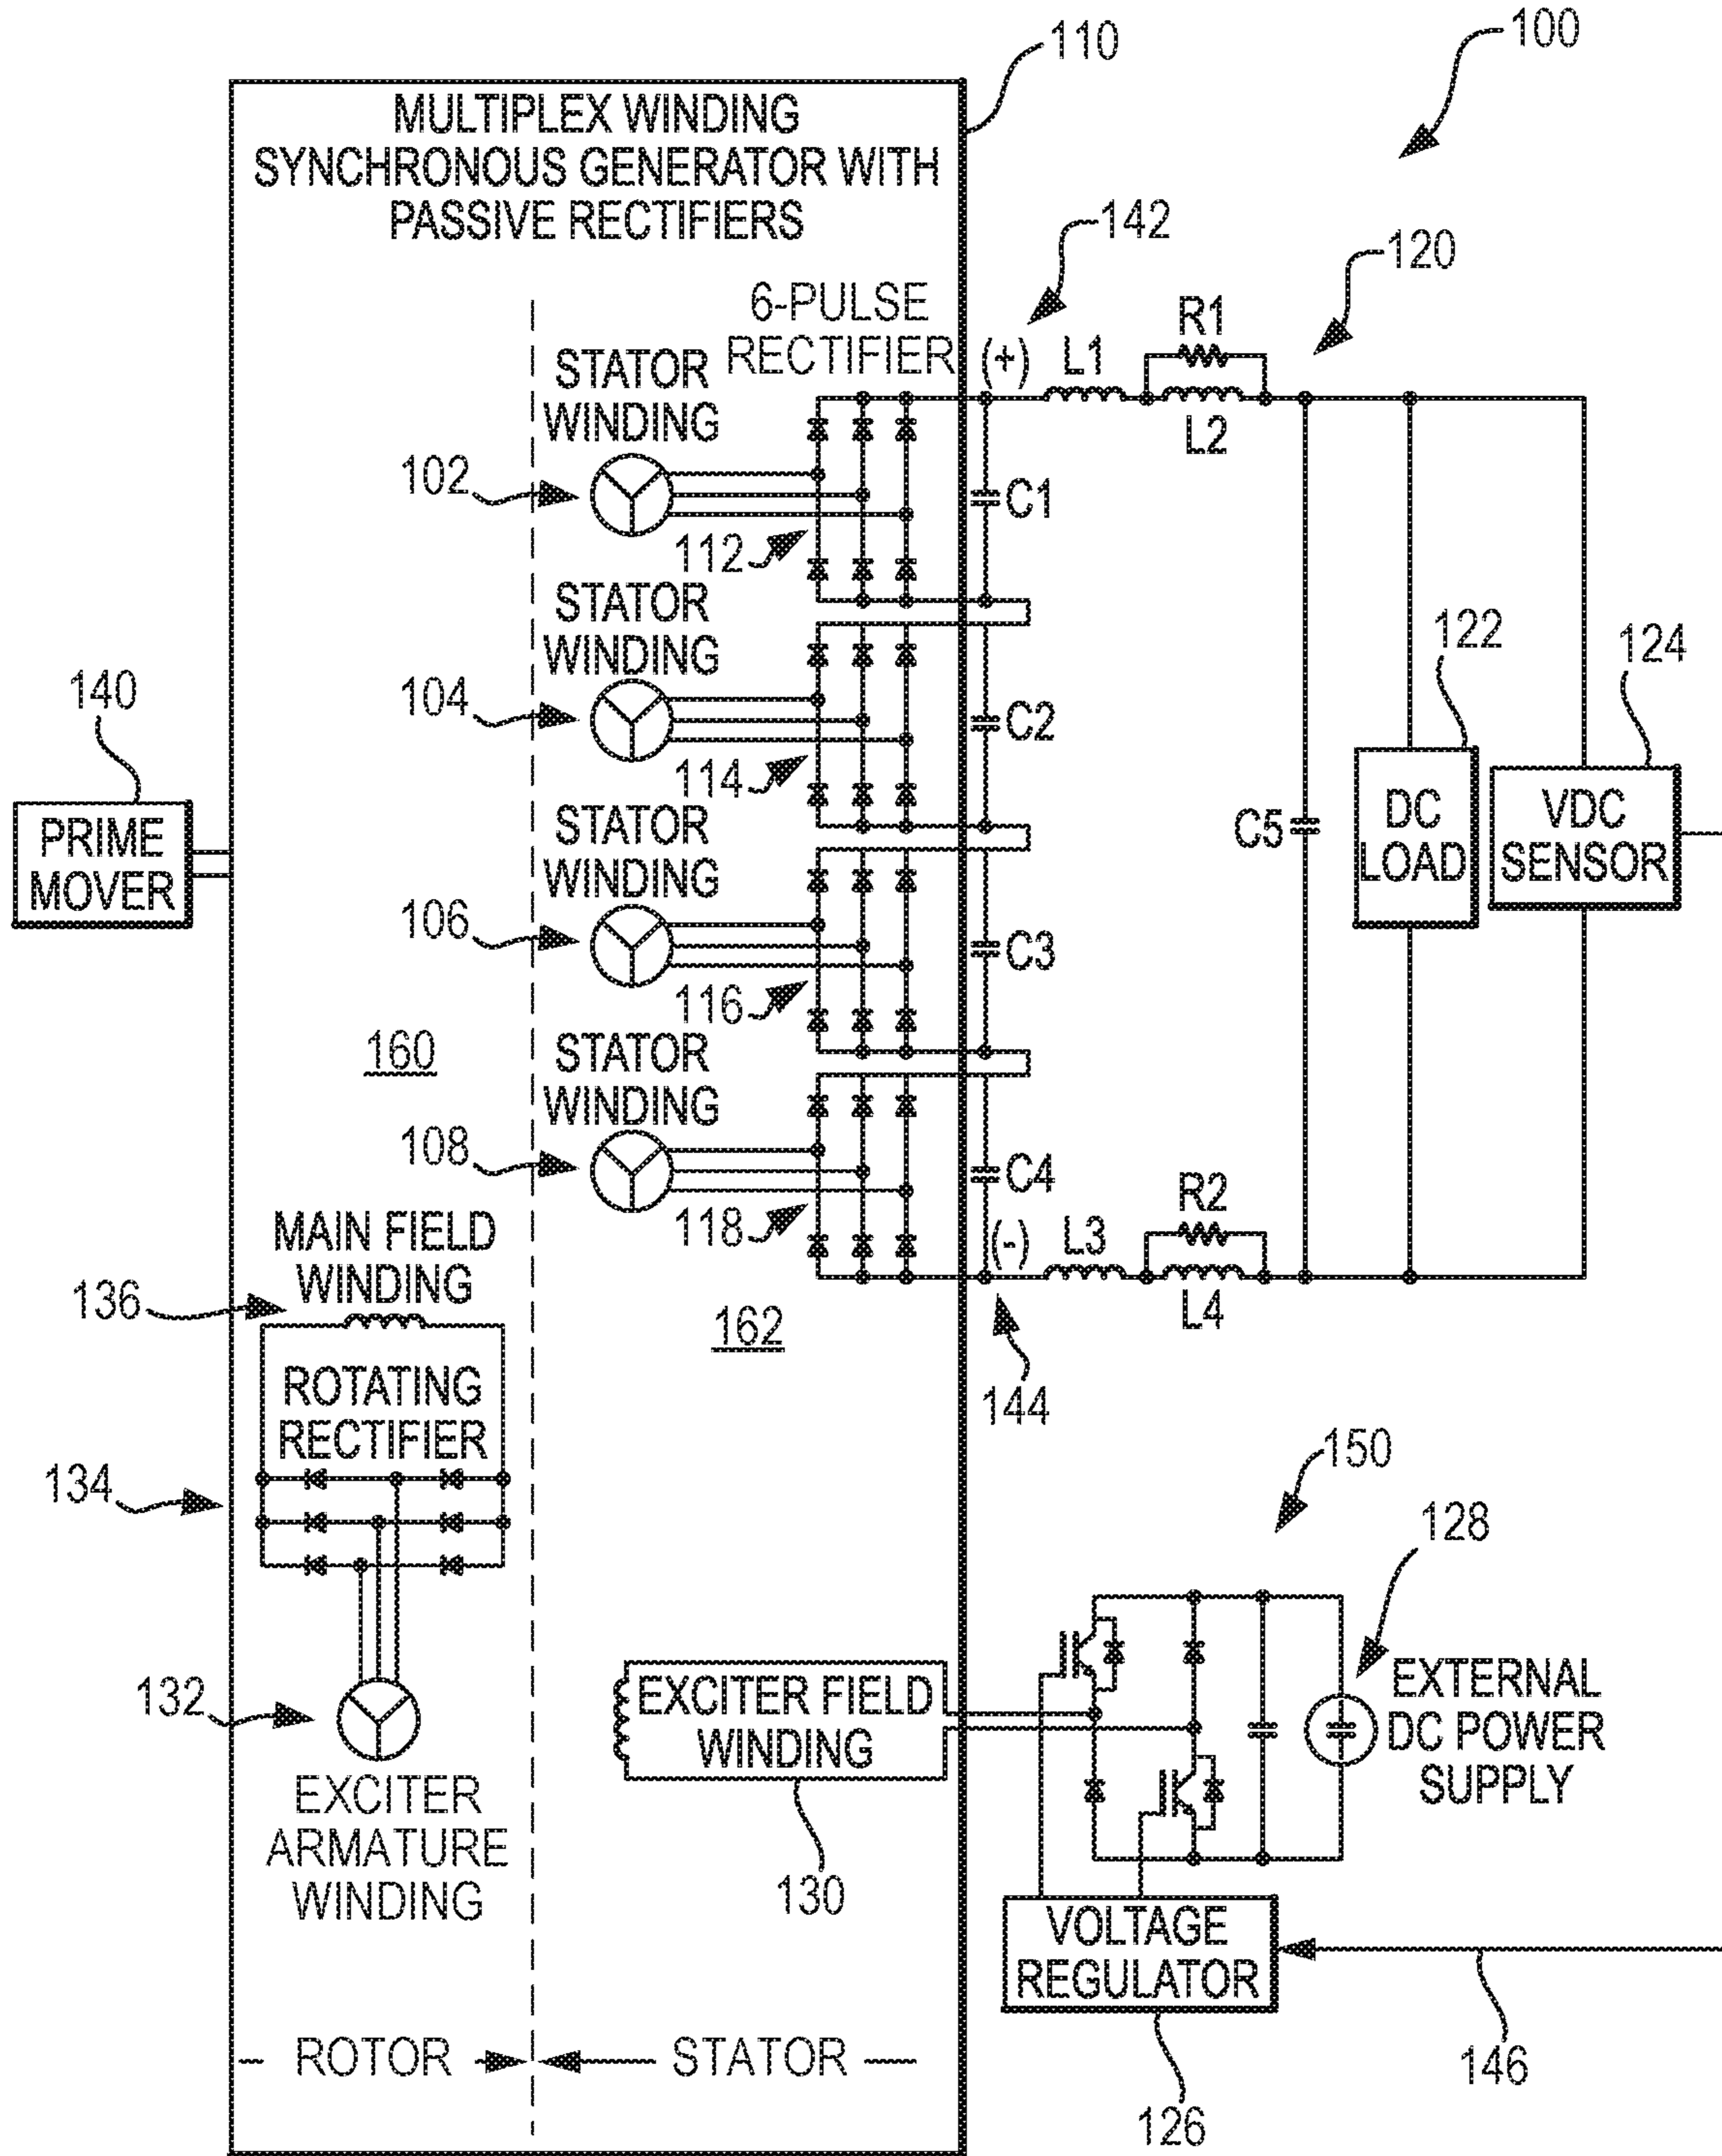 110
100
MULTIPLEX WINDING
SYNCHRONOUS GENERATOR WITH
PASSIVE RECTIFIERS
142
120
6-PULSE
RECTIFIER
(+)
L1
R1
L2
STATOR
WINDING
102
112
C1
STATOR
WINDING
104
114
C2
122
124
140
PRIME
MOVER
STATOR
WINDING
106
116
C3
C5
DC
LOAD
VDC
SENSOR
160
STATOR
WINDING
108
118
C4
(-)
L3
R2
L4
MAIN FIELD
WINDING
136
162
144
ROTATING
RECTIFIER
134
150
128
132
EXCITER
ARMATURE
WINDING
EXCITER FIELD
WINDING
130
EXTERNAL
DC POWER
SUPPLY
VOLTAGE
REGULATOR
126
146
ROTOR
STATOR